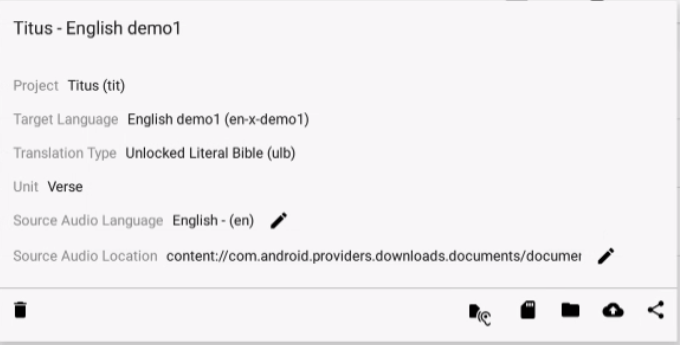 Titus - English demo1
Project Titus (tit)
Target Language English demo1 (en-x-demo1)
Translation Type Unlocked Literal Bible (ulb)
Unit Verse
Source Audio Language English - (en)
Source Audio Location content://com.android.providers.downloads.documents/documer